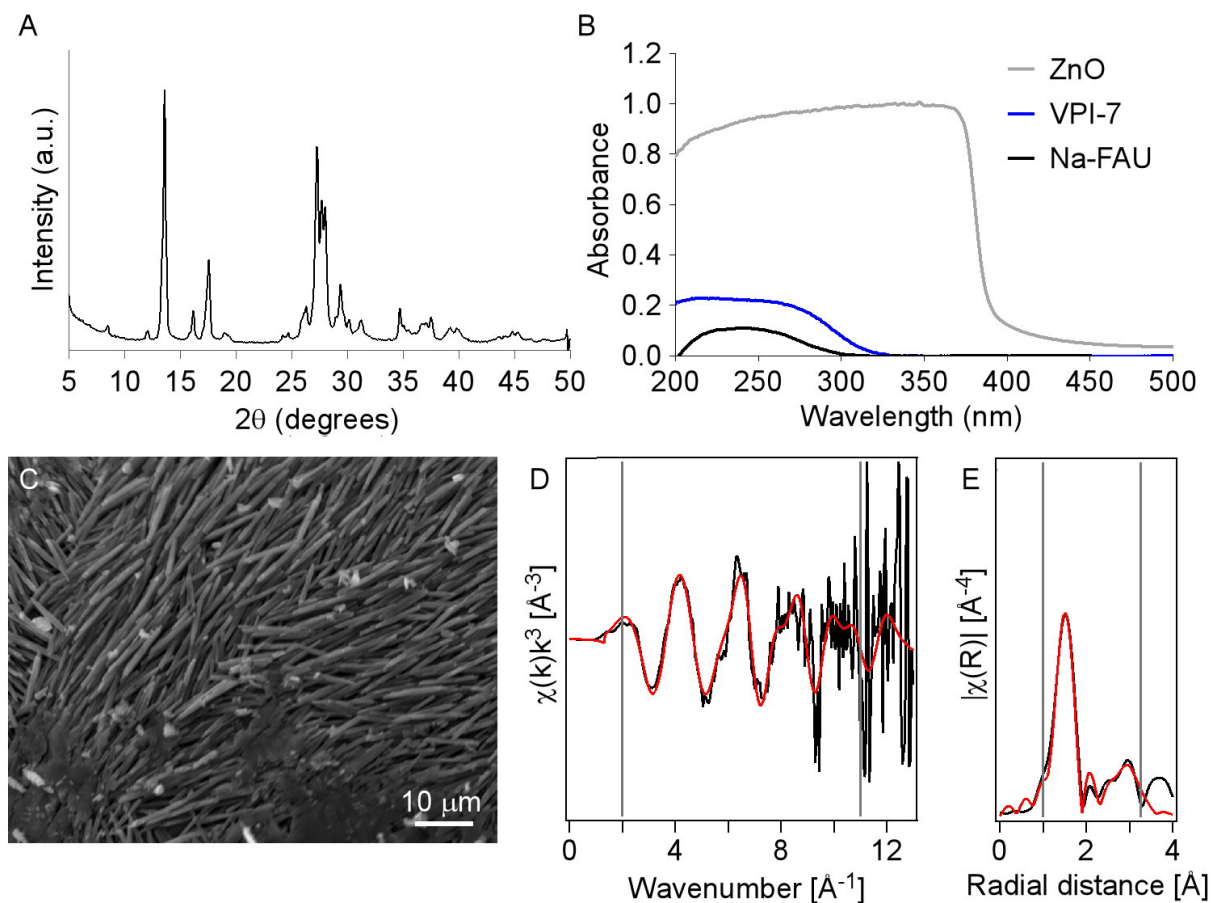 A
Intensity (a.u.)
5 10 15 20 25 30 35 40 45 50
2θ (degrees)
B
Absorbance
1.2
1.0
0.8
0.6
0.4
0.2
0.0
200 250 300 350 400 450 500
Wavelength (nm)
ZnO
VPI-7
Na-FAU
C
10 μm
D
χ(k)k³ [Å⁻³]
0 4 8 12
Wavenumber [Å⁻¹]
E
|χ(R)| [Å⁻⁴]
0 2 4
Radial distance [Å]